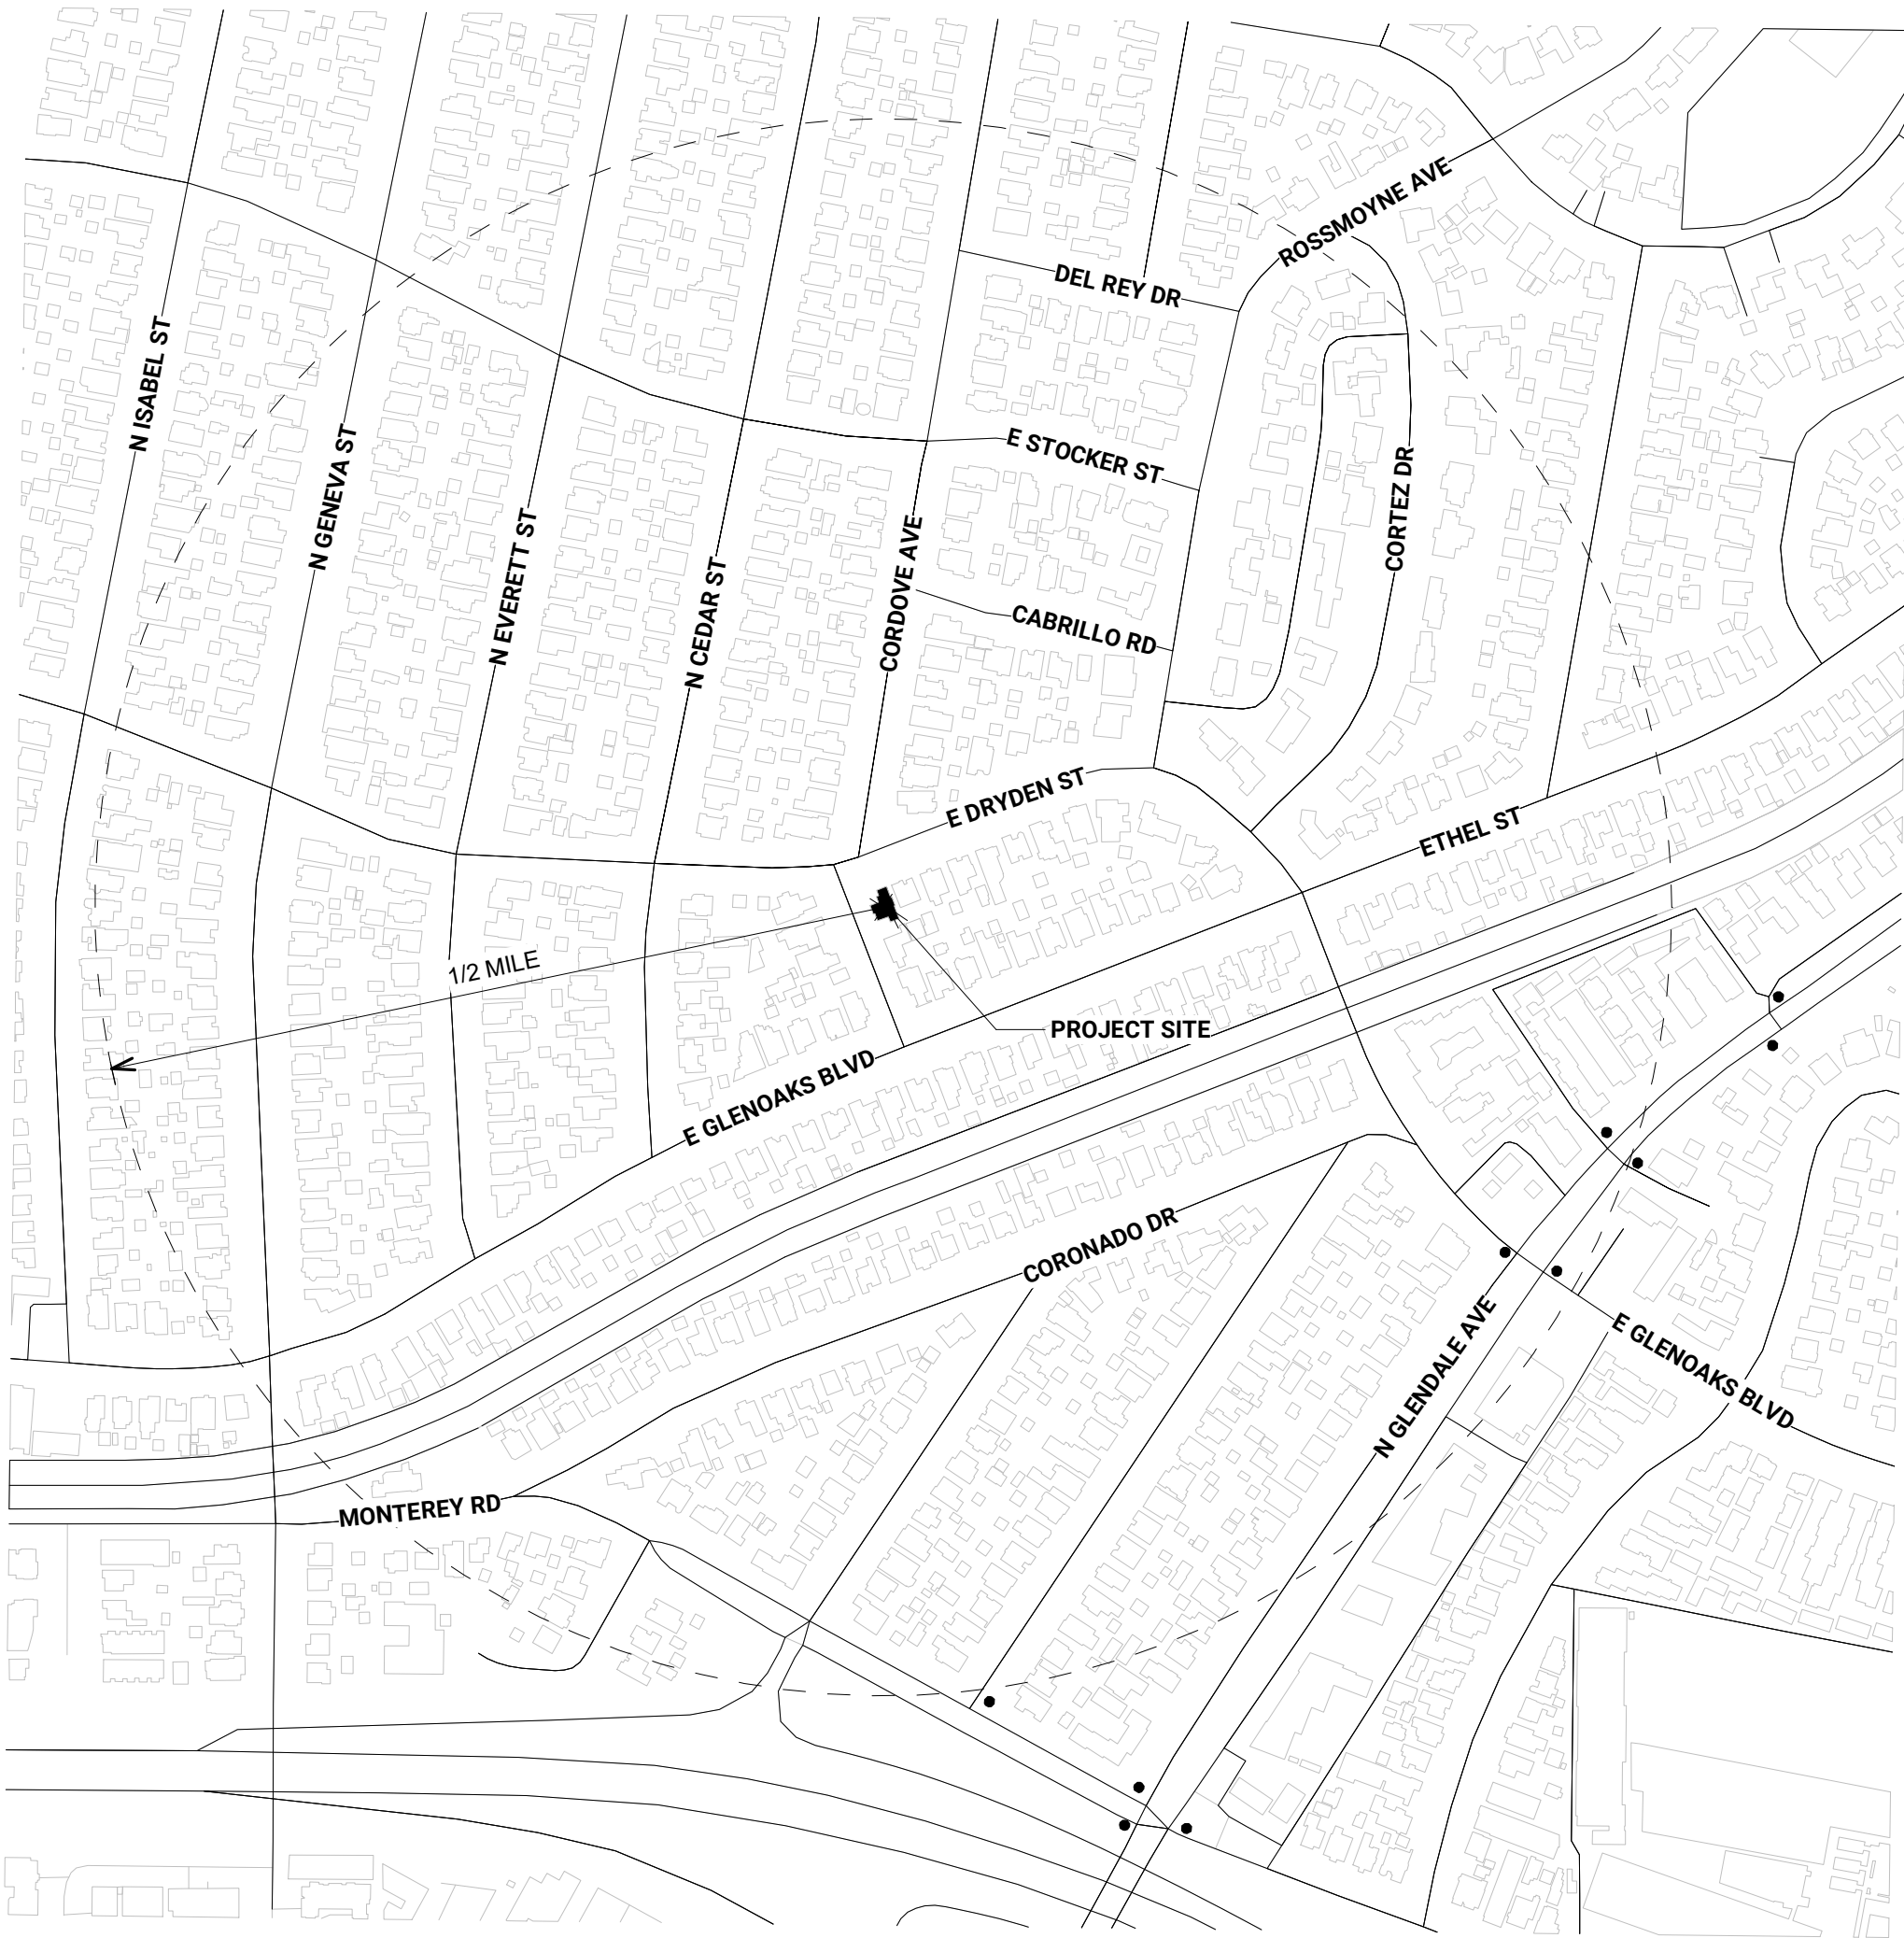 ROSSMOYNE AVE
DEL REY DR
N ISABEL ST
N GENEVA ST
E STOCKER ST
CORTEZ DR
N EVERETT ST
N CEDAR ST
CORDOVE AVE
CABRILLO RD
E DRYDEN ST
ETHEL ST
1/2 MILE
PROJECT SITE
E GLENOAKS BLVD
CORONADO DR
N GLENDALE AVE
E GLENOAKS BLVD
MONTEREY RD